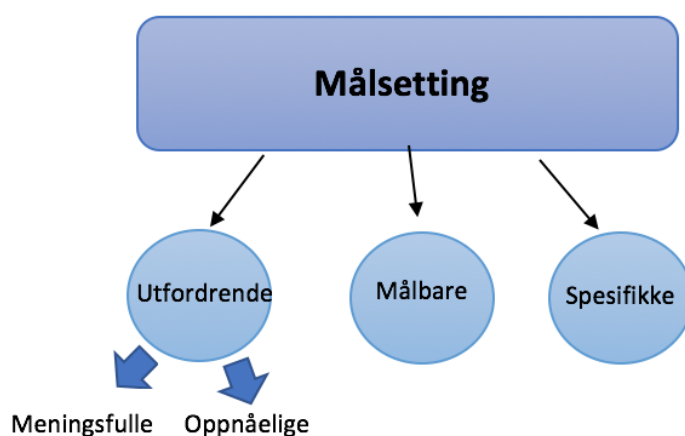 Målsetting
Utfordrende
Målbare
Spesifikke
Meningsfulle
Oppnåelige